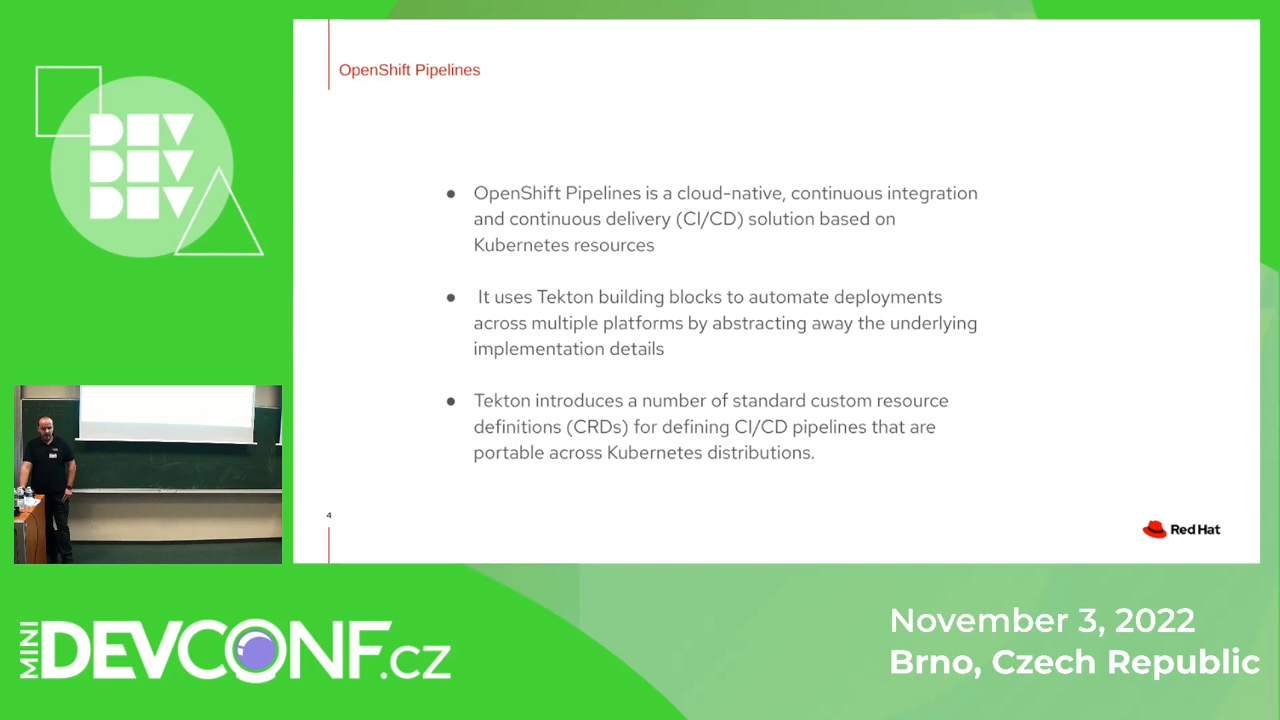 DEV
DEV
DEV
OpenShift Pipelines
● OpenShift Pipelines is a cloud-native, continuous integration
and continuous delivery (CI/CD) solution based on
Kubernetes resources
● It uses Tekton building blocks to automate deployments
across multiple platforms by abstracting away the underlying
implementation details
● Tekton introduces a number of standard custom resource
definitions (CRDs) for defining CI/CD pipelines that are
portable across Kubernetes distributions.
4
Red Hat
MINI DEVCONF.CZ
November 3, 2022
Brno, Czech Republic